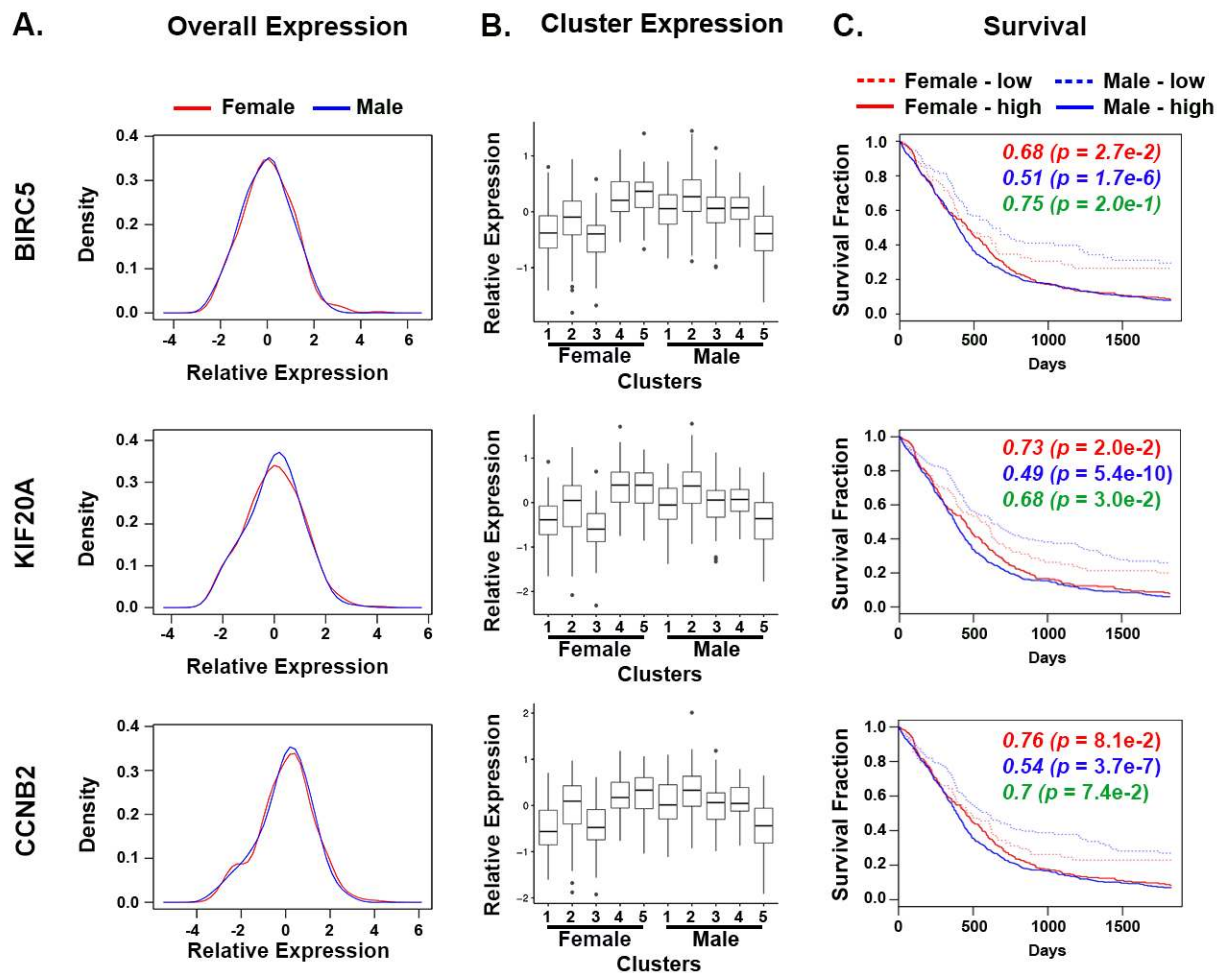 A. Overall Expression
B. Cluster Expression
C. Survival
Female Male
Female - low Male - low
Female - high Male - high
BIRC5
Density
0.4
0.3
0.2
0.1
0.0
-4 -2 0 2 4 6
Relative Expression
Relative Expression
1
0
−1
1 2 3 4 5 1 2 3 4 5
Female Male
Clusters
Survival Fraction
1.0
0.8
0.6
0.4
0.2
0.0
0.68 (p = 2.7e-2)
0.51 (p = 1.7e-6)
0.75 (p = 2.0e-1)
0 500 1000 1500
Days
KIF20A
Density
0.4
0.3
0.2
0.1
0.0
-4 -2 0 2 4 6
Relative Expression
Relative Expression
2
1
0
−1
−2
1 2 3 4 5 1 2 3 4 5
Female Male
Clusters
Survival Fraction
1.0
0.8
0.6
0.4
0.2
0.0
0.73 (p = 2.0e-2)
0.49 (p = 5.4e-10)
0.68 (p = 3.0e-2)
0 500 1000 1500
Days
CCNB2
Density
0.4
0.3
0.2
0.1
0.0
-6 -4 -2 0 2 4 6
Relative Expression
Relative Expression
2
1
0
−1
−2
1 2 3 4 5 1 2 3 4 5
Female Male
Clusters
Survival Fraction
1.0
0.8
0.6
0.4
0.2
0.0
0.76 (p = 8.1e-2)
0.54 (p = 3.7e-7)
0.7 (p = 7.4e-2)
0 500 1000 1500
Days